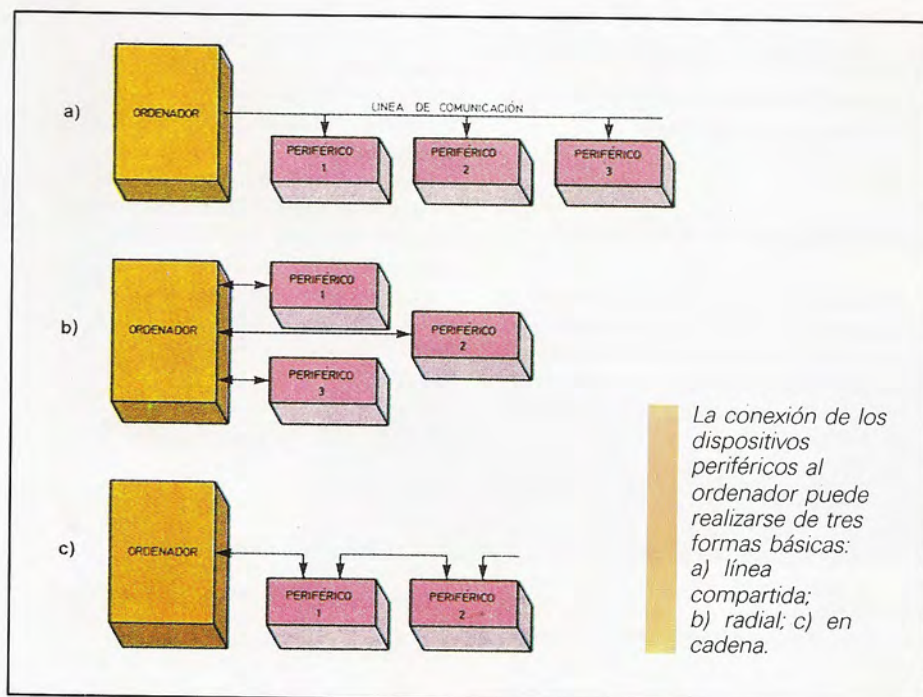 a)
ORDENADOR
LINEA DE COMUNICACIÓN
PERIFÉRICO
1
PERIFÉRICO
2
PERIFÉRICO
3
b)
ORDENADOR
PERIFÉRICO
1
PERIFÉRICO
2
PERIFÉRICO
3
c)
ORDENADOR
PERIFÉRICO
1
PERIFÉRICO
2
La conexión de los
dispositivos
periféricos al
ordenador puede
realizarse de tres
formas básicas:
a) línea
compartida;
b) radial; c) en
cadena.